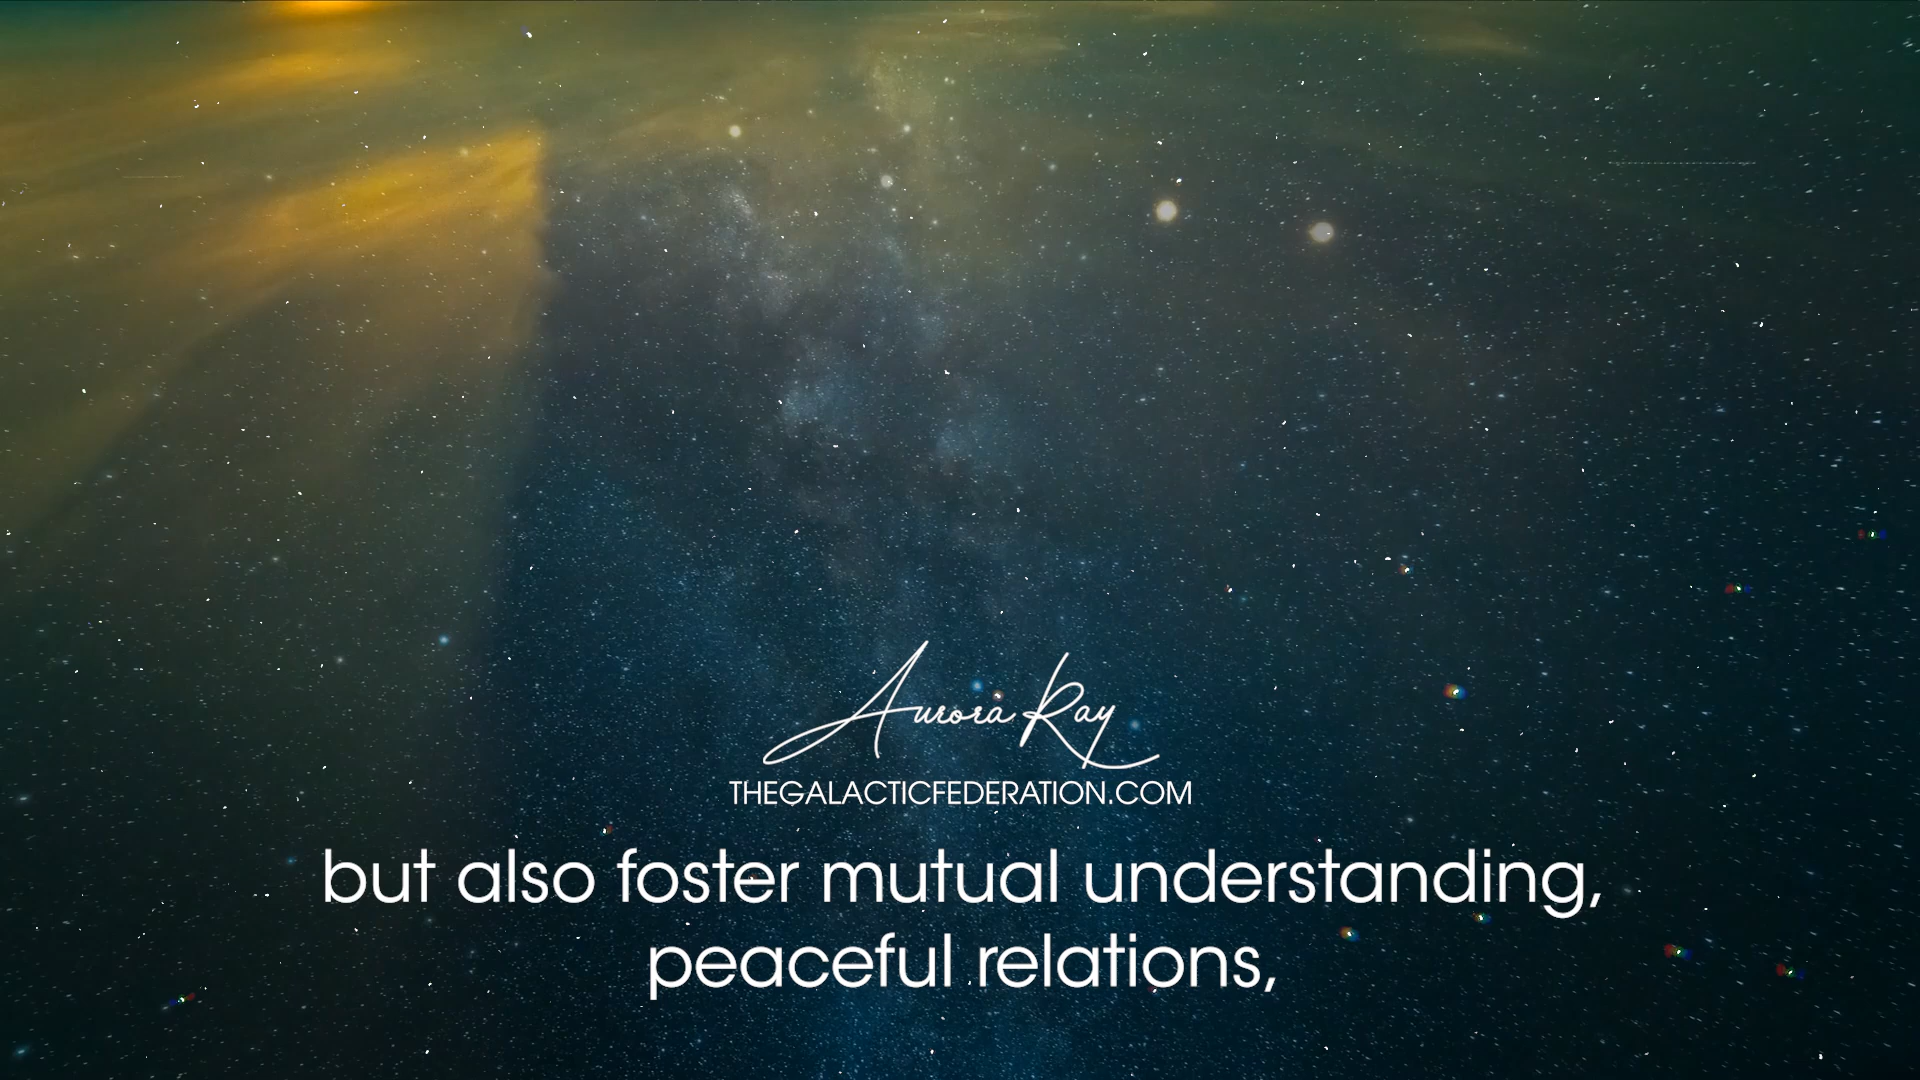 Aurora Ray
THEGALACTICFEDERATION.COM
but also foster mutual understanding,
peaceful relations,